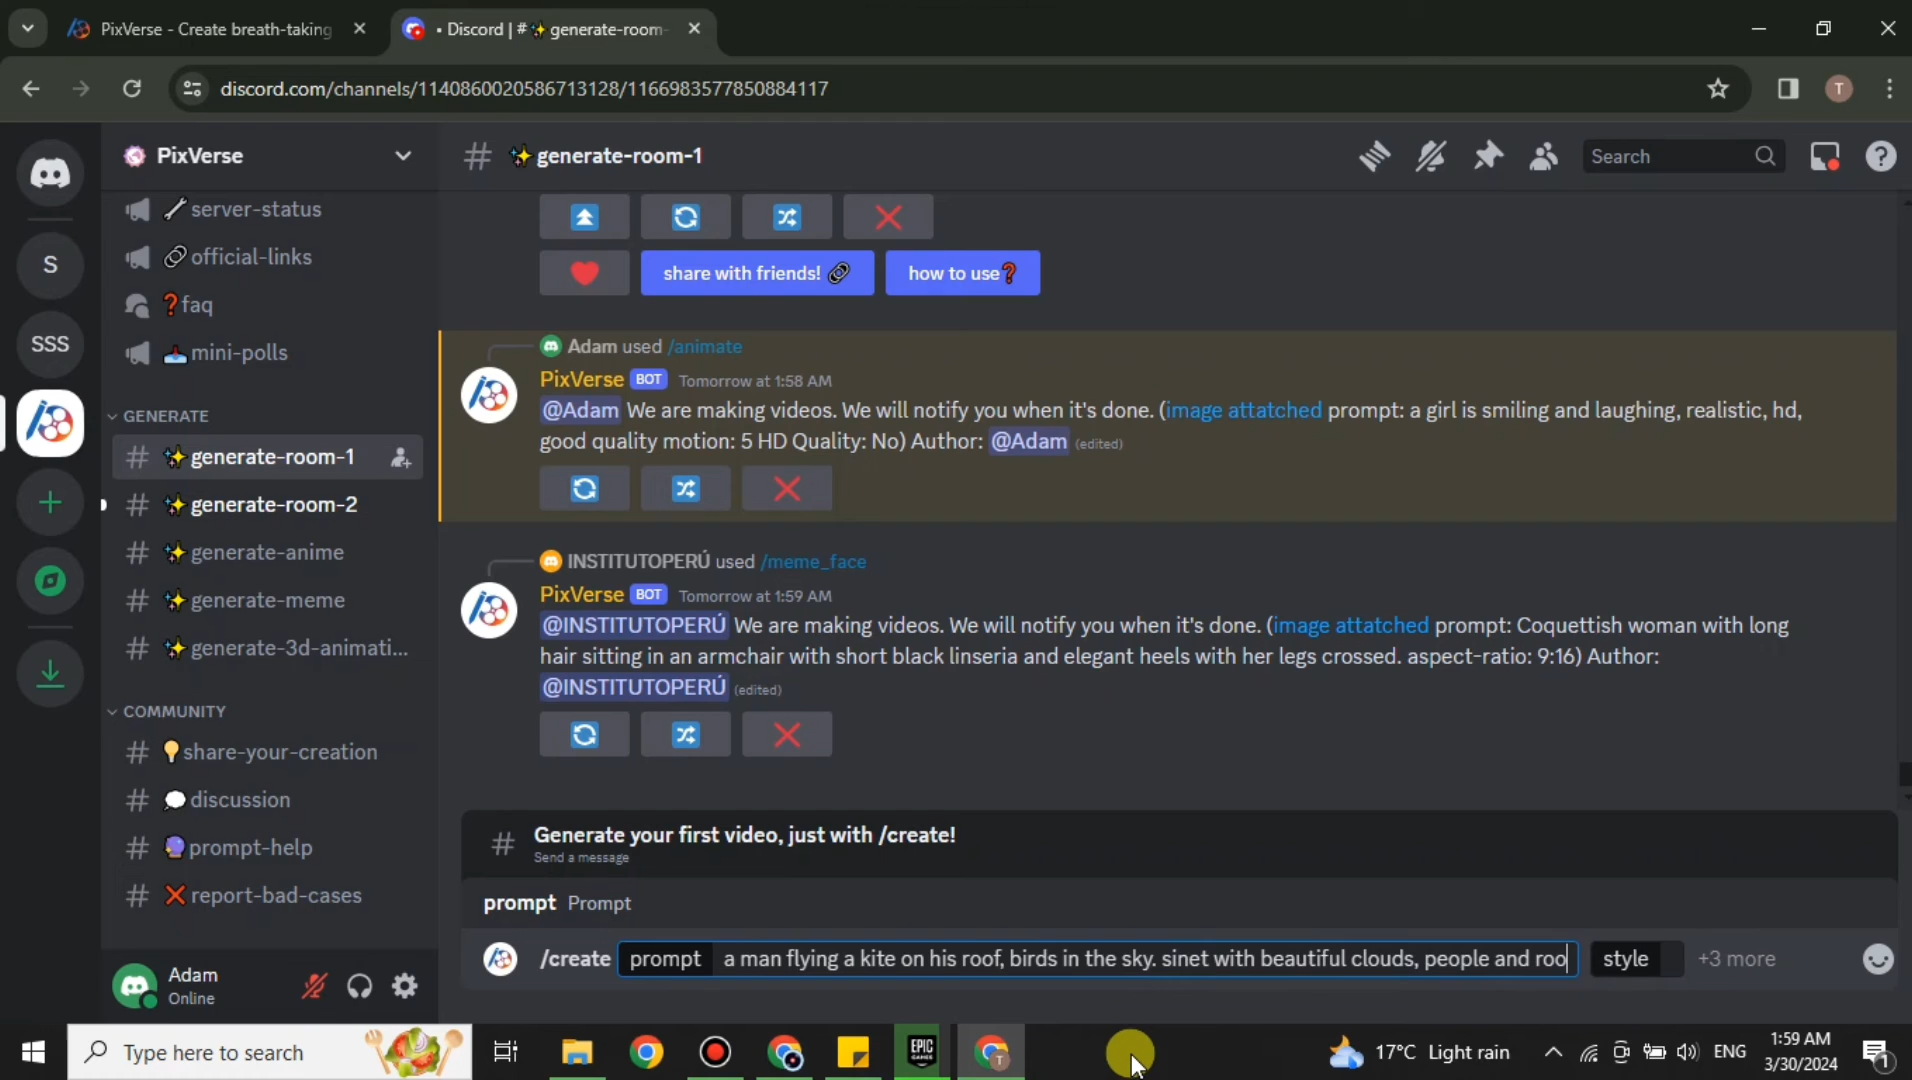 PixVerse - Create breath-taking
• Discord | # ✨ generate-room-
discord.com/channels/1140860020586713128/1166983577850884117
T
PixVerse
# ✨generate-room-1
Search
server-status
official-links
faq
mini-polls
S
SSS
GENERATE
# ✨generate-room-1
# ✨generate-room-2
# ✨generate-anime
# ✨generate-meme
# ✨generate-3d-animati...
COMMUNITY
# share-your-creation
# discussion
# prompt-help
# report-bad-cases
Adam
Online
share with friends!
how to use?
Adam used /animate
PixVerse BOT Tomorrow at 1:58 AM
@Adam We are making videos. We will notify you when it's done. (image attatched prompt: a girl is smiling and laughing, realistic, hd,
good quality motion: 5 HD Quality: No) Author: @Adam (edited)
INSTITUTOPERÚ used /meme_face
PixVerse BOT Tomorrow at 1:59 AM
@INSTITUTOPERÚ We are making videos. We will notify you when it's done. (image attatched prompt: Coquettish woman with long
hair sitting in an armchair with short black linseria and elegant heels with her legs crossed. aspect-ratio: 9:16) Author:
@INSTITUTOPERÚ (edited)
# Generate your first video, just with /create!
Send a message
prompt Prompt
/create prompt a man flying a kite on his roof, birds in the sky. sinet with beautiful clouds, people and roo style +3 more
Type here to search
EPIC GAMES
T
17°C Light rain
ENG
1:59 AM
3/30/2024
1